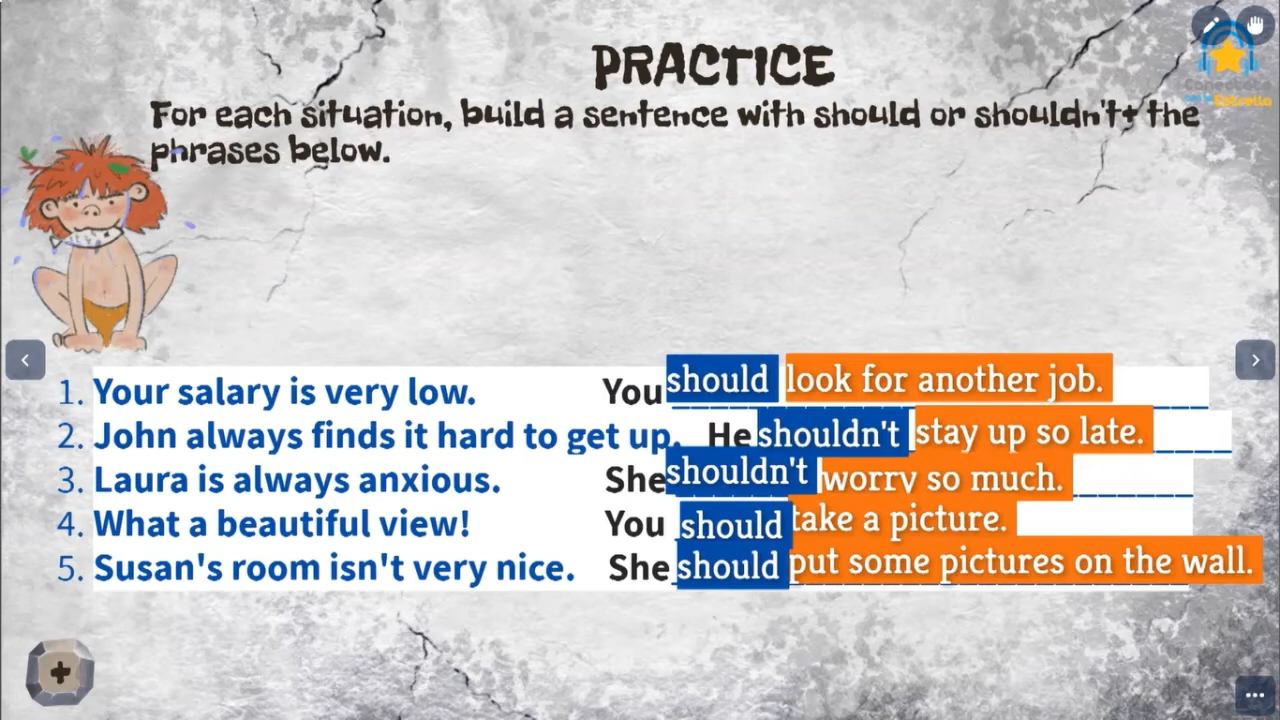 PRACTICE
For each situation, build a sentence with should or shouldn't+ the
phrases below.
1. Your salary is very low. You should look for another job.
2. John always finds it hard to get up. He shouldn't stay up so late.
3. Laura is always anxious. She shouldn't worry so much.
4. What a beautiful view! You should take a picture.
5. Susan's room isn't very nice. She should put some pictures on the wall.
Estrella